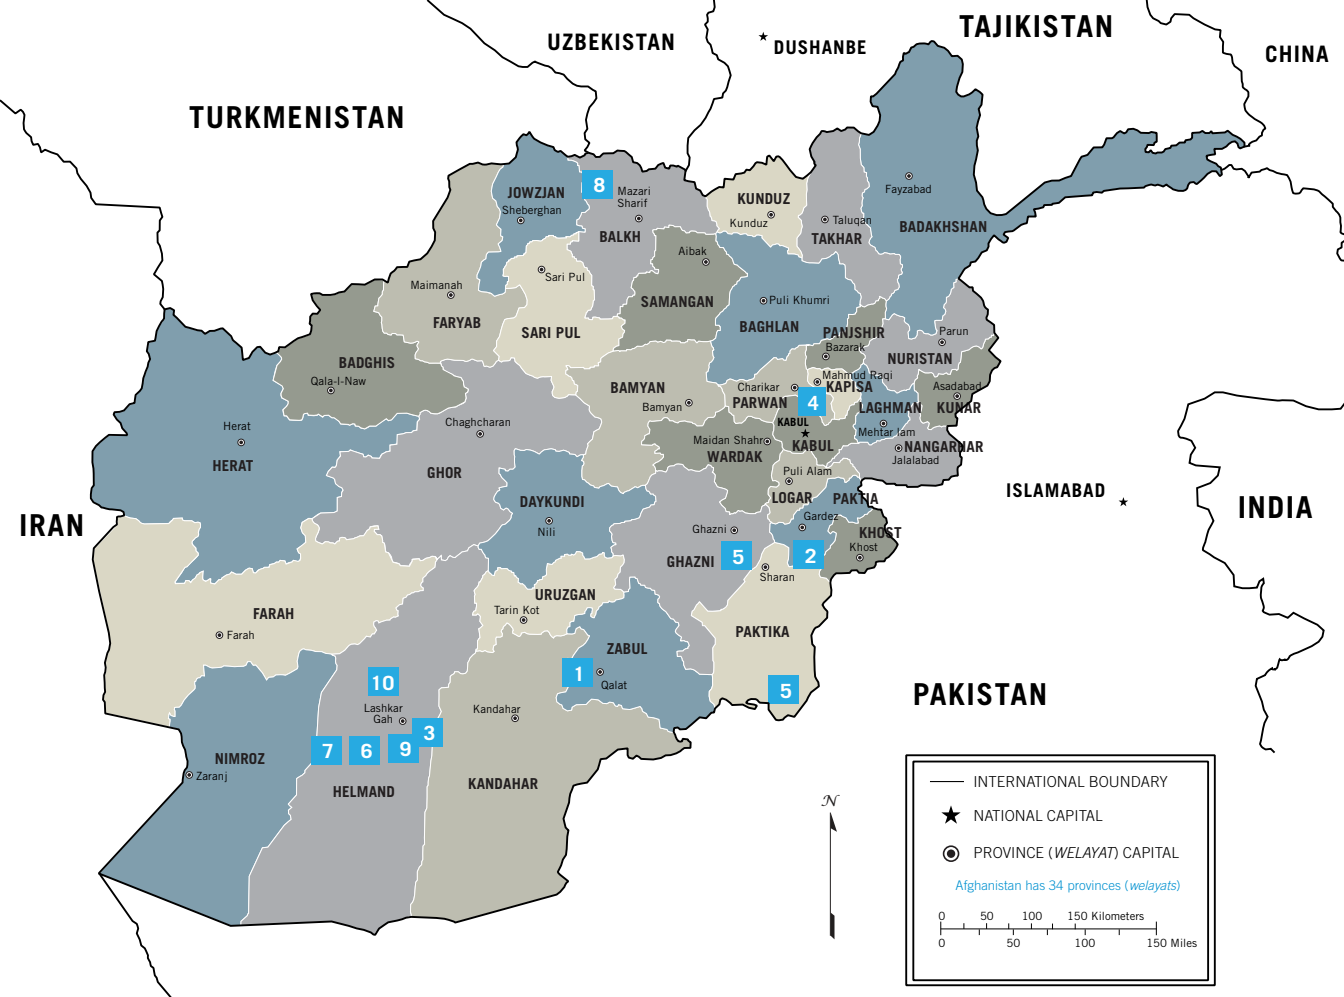 TAJIKISTAN
UZBEKISTAN
DUSHANBE
CHINA
TURKMENISTAN
JOWZJAN
Sheberghan
8
Mazari
Sharif
BALKH
KUNDUZ
Kunduz
Taluqan
TAKHAR
Fayzabad
BADAKHSHAN
Aibak
Sari Pul
Maimanah
FARYAB
SARI PUL
SAMANGAN
Puli Khumri
BAGHLAN
PANJSHIR
Bazarak
Parun
NURISTAN
BADGHIS
Qala-I-Naw
BAMYAN
Bamyan
Charikar
PARWAN
Mahmud Raqi
KAPISA
4
KABUL
KABUL
LAGHMAN
Mehtar lam
Asadabad
KUNAR
Herat
HERAT
Chaghcharan
GHOR
Maidan Shahr
WARDAK
NANGARHAR
Jalalabad
Puli Alam
LOGAR
PAKTIA
Gardez
ISLAMABAD
INDIA
IRAN
DAYKUNDI
Nili
Ghazni
GHAZNI
5
2
KHOST
Khost
Sharan
FARAH
Farah
URUZGAN
Tarin Kot
PAKTIKA
5
ZABUL
1
Qalat
10
Lashkar
Gah
Kandahar
3
7
6
9
PAKISTAN
NIMROZ
Zaranj
HELMAND
KANDAHAR
N
INTERNATIONAL BOUNDARY
NATIONAL CAPITAL
PROVINCE (WELAYAT) CAPITAL
Afghanistan has 34 provinces (welayats)
0 50 100 150 Kilometers
0 50 100 150 Miles